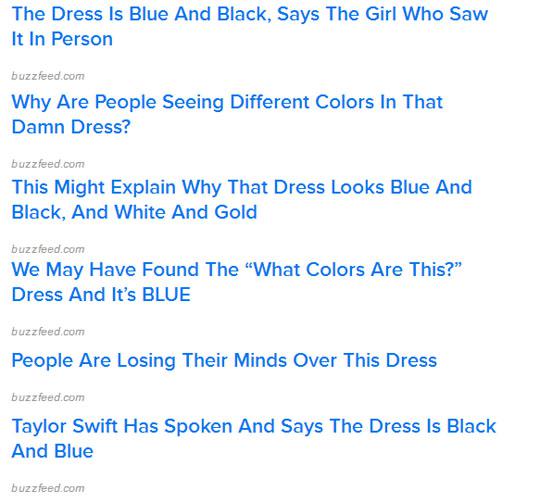 The Dress Is Blue And Black, Says The Girl Who Saw
It In Person
buzzfeed.com
Why Are People Seeing Different Colors In That
Damn Dress?
buzzfeed.com
This Might Explain Why That Dress Looks Blue And
Black, And White And Gold
buzzfeed.com
We May Have Found The “What Colors Are This?”
Dress And It’s BLUE
buzzfeed.com
People Are Losing Their Minds Over This Dress
buzzfeed.com
Taylor Swift Has Spoken And Says The Dress Is Black
And Blue
buzzfeed.com